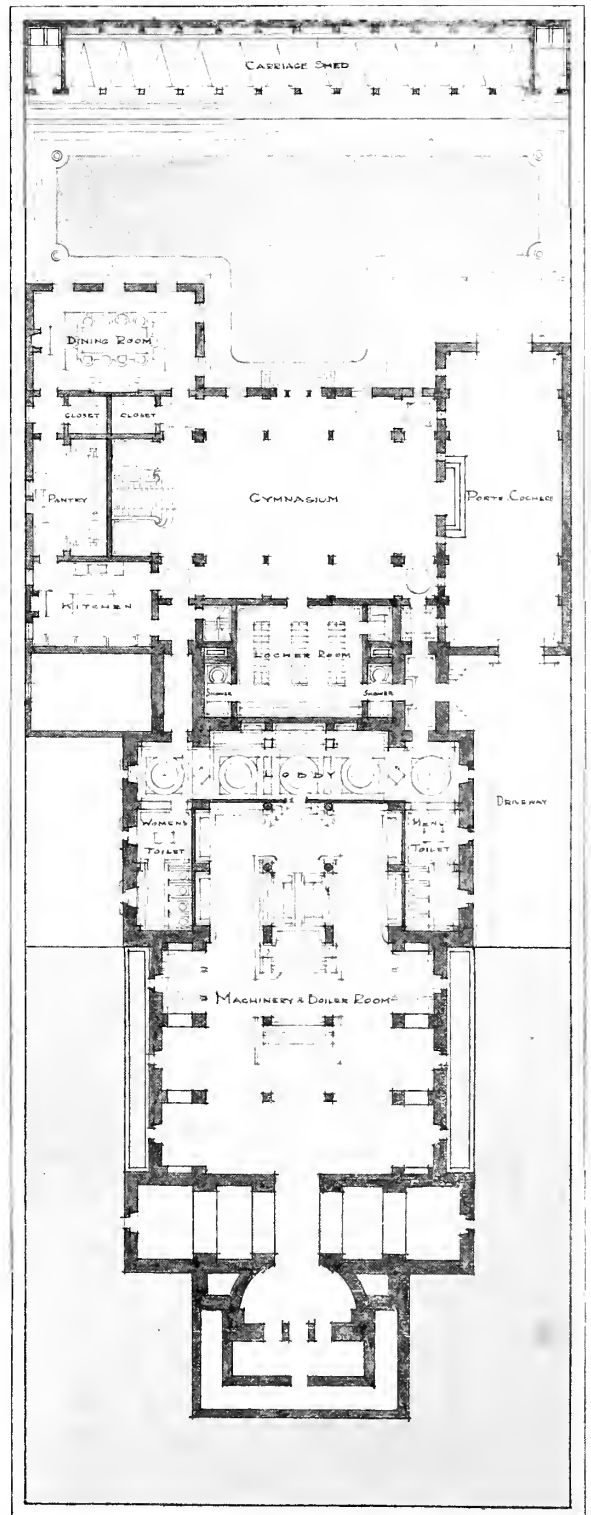 CARRIAGE SHED
DINING ROOM
CLOSET
CLOSET
PANTRY
GYMNASIUM
PORTE COCHERE
KITCHEN
LOCKER ROOM
SHOWER
SHOWER
LOBBY
DRIVEWAY
WOMENS
TOILET
MENS
TOILET
MACHINERY & BOILER ROOM